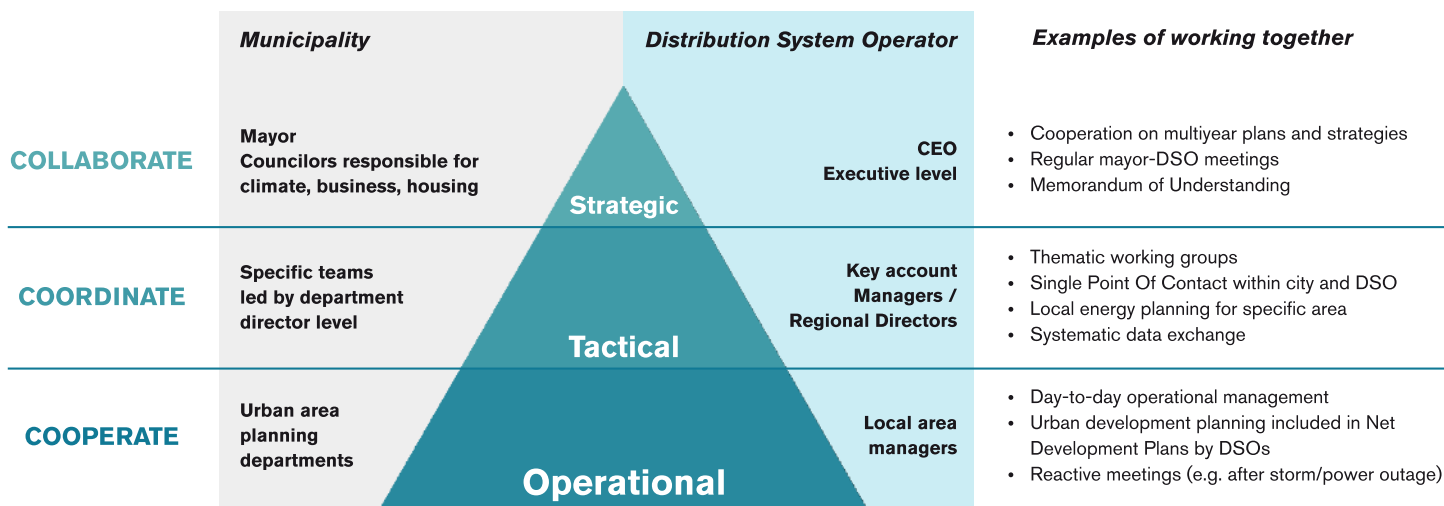 Municipality
Distribution System Operator
Examples of working together
COLLABORATE
Mayor
Councilors responsible for
climate, business, housing
Strategic
CEO
Executive level
• Cooperation on multiyear plans and strategies
• Regular mayor-DSO meetings
• Memorandum of Understanding
COORDINATE
Specific teams
led by department
director level
Tactical
Key account
Managers /
Regional Directors
• Thematic working groups
• Single Point Of Contact within city and DSO
• Local energy planning for specific area
• Systematic data exchange
COOPERATE
Urban area
planning
departments
Operational
Local area
managers
• Day-to-day operational management
• Urban development planning included in Net
Development Plans by DSOs
• Reactive meetings (e.g. after storm/power outage)